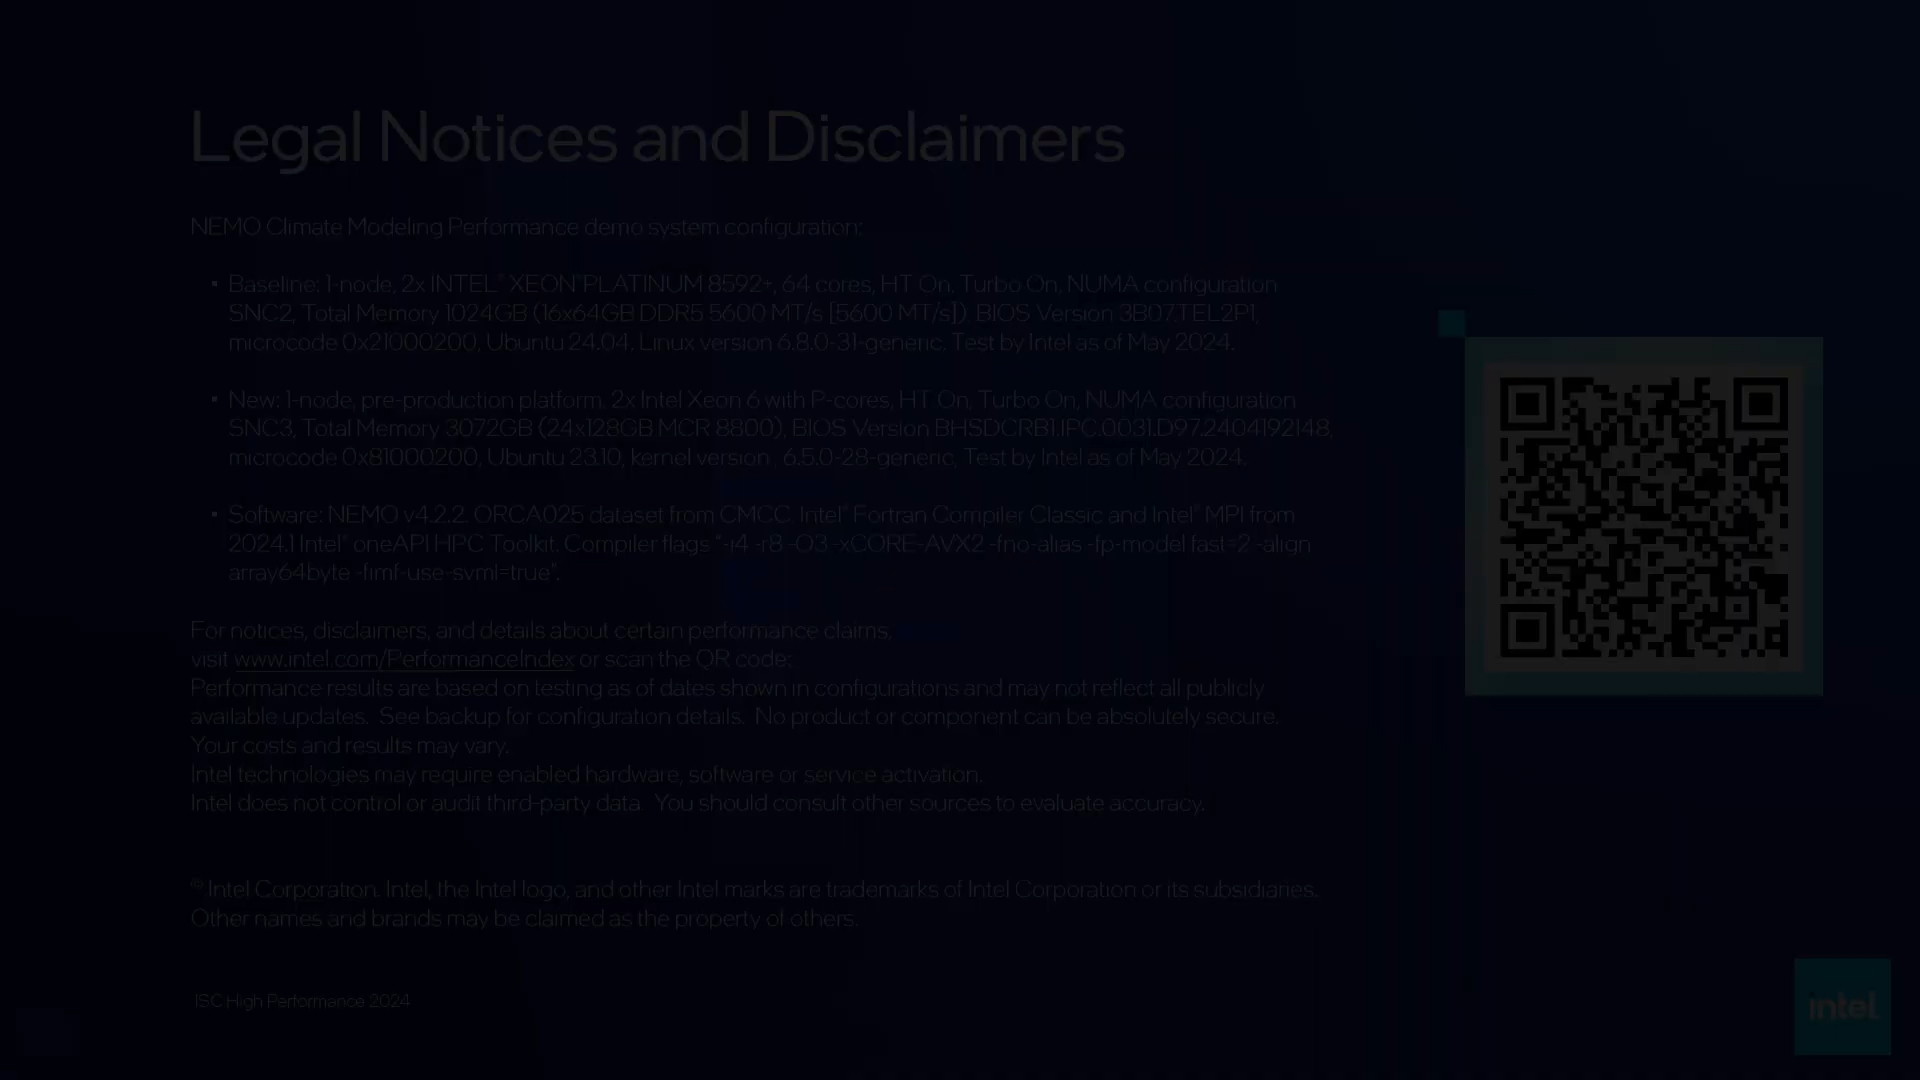 Legal Notices and Disclaimers
NEMO Climate Modeling Performance demo system configuration:
▪ Baseline: 1-node, 2x INTEL® XEON®PLATINUM 8592+, 64 cores, HT On, Turbo On, NUMA configuration
SNC2, Total Memory 1024GB (16x64GB DDR5 5600 MT/s [5600 MT/s]). BIOS Version 3B07.TEL2P1,
microcode 0x21000200, Ubuntu 24.04. Linux version 6.8.0-31-generic. Test by Intel as of May 2024.
▪ New: 1-node, pre-production platform, 2x Intel Xeon 6 with P-cores, HT On, Turbo On, NUMA configuration
SNC3, Total Memory 3072GB (24x128GB MCR 8800), BIOS Version BHSDCRB1.IPC.0031.D97.2404192148,
microcode 0x81000200, Ubuntu 23.10, kernel version . 6.5.0-28-generic, Test by Intel as of May 2024.
▪ Software: NEMO v4.2.2. ORCA025 dataset from CMCC. Intel® Fortran Compiler Classic and Intel® MPI from
2024.1 Intel® oneAPI HPC Toolkit. Compiler flags "-i4 -r8 -O3 -xCORE-AVX2 -fno-alias -fp-model fast=2 -align
array64byte -fimf-use-svml=true".
For notices, disclaimers, and details about certain performance claims,
visit www.intel.com/PerformanceIndex or scan the QR code:
Performance results are based on testing as of dates shown in configurations and may not reflect all publicly
available updates. See backup for configuration details. No product or component can be absolutely secure.
Your costs and results may vary.
Intel technologies may require enabled hardware, software or service activation.
Intel does not control or audit third-party data. You should consult other sources to evaluate accuracy.
© Intel Corporation. Intel, the Intel logo, and other Intel marks are trademarks of Intel Corporation or its subsidiaries.
Other names and brands may be claimed as the property of others.
ISC High Performance 2024
intel